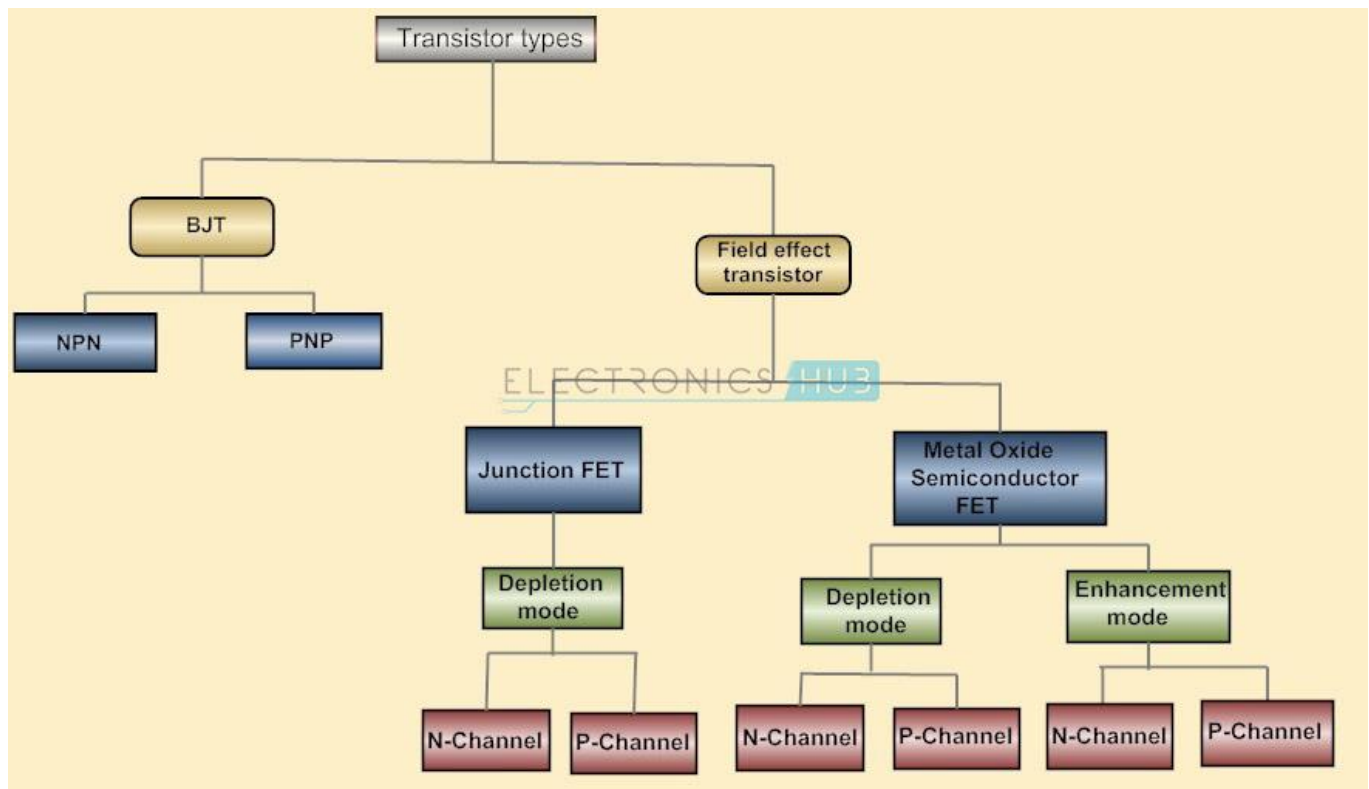 Transistor types
BJT
Field effect
transistor
NPN
PNP
ELECTRONICS HUB
Junction FET
Metal Oxide
Semiconductor
FET
Depletion
mode
Depletion
mode
Enhancement
mode
N-Channel
P-Channel
N-Channel
P-Channel
N-Channel
P-Channel